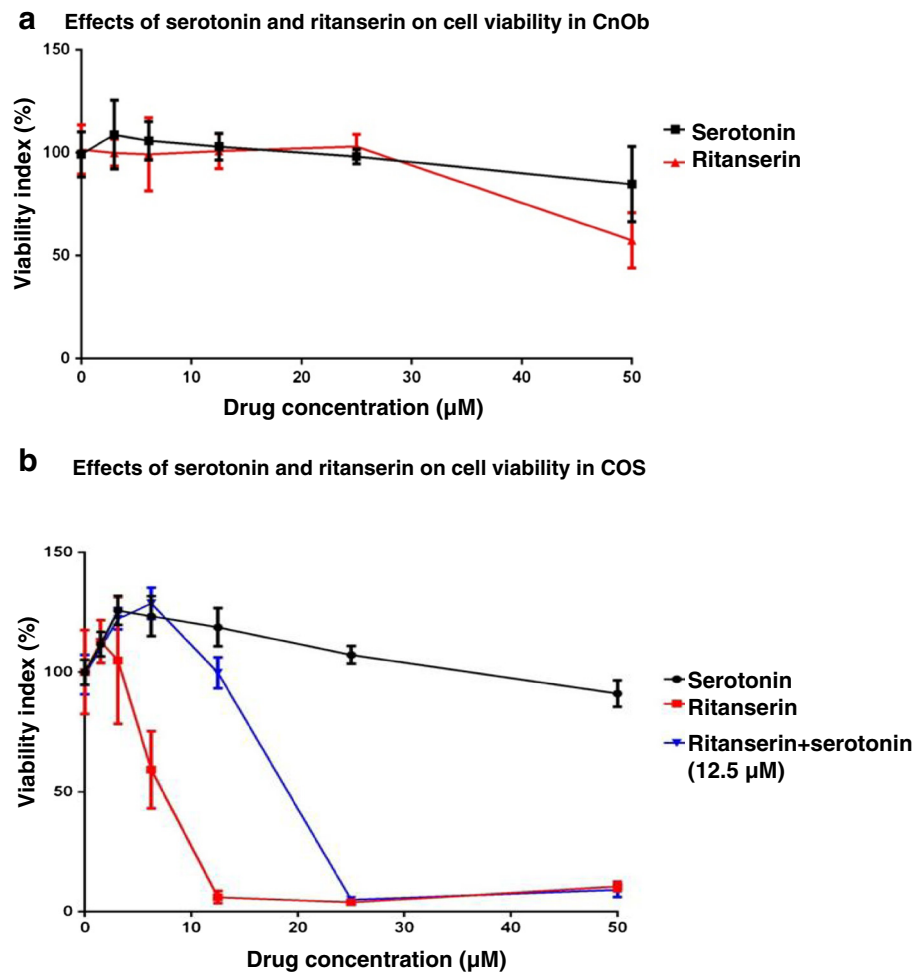 a Effects of serotonin and ritanserin on cell viability in CnOb
150
100
50
0
Viability index (%)
0 10 20 30 40 50
Drug concentration (µM)
Serotonin
Ritanserin
b Effects of serotonin and ritanserin on cell viability in COS
150
100
50
0
Viability index (%)
0 10 20 30 40 50
Drug concentration (µM)
Serotonin
Ritanserin
Ritanserin+serotonin
(12.5 µM)